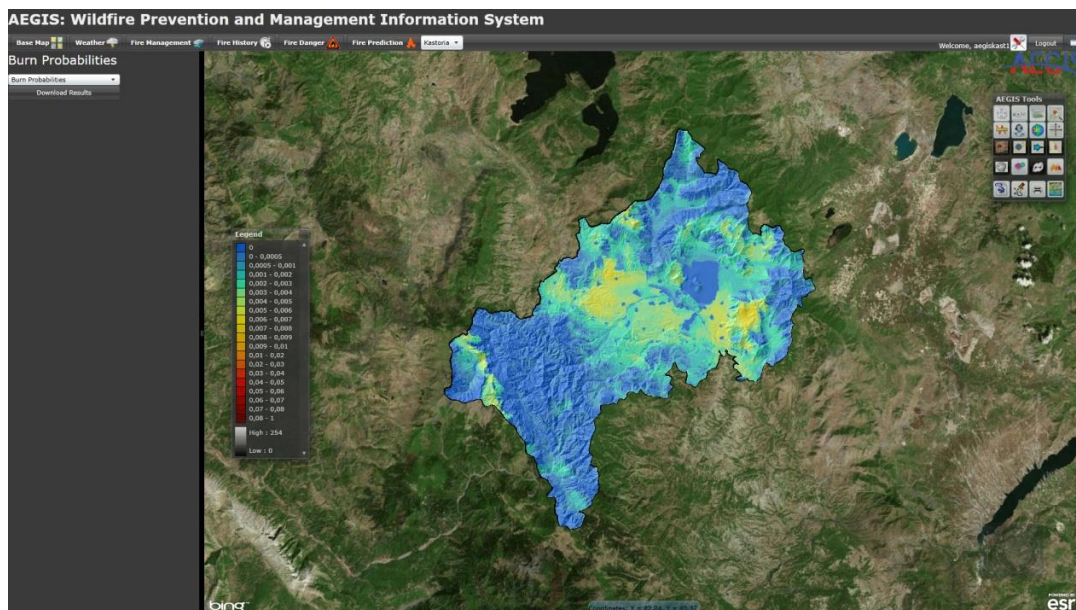 AEGIS: Wildfire Prevention and Management Information System
Base Map Weather Fire Management Fire History Fire Danger Fire Prediction Kastoria
Welcome, aegiskast1 Logout
Burn Probabilities
Burn Probabilities
Download Results
AEGIS
AEGIS Tools
Legend
0
0 - 0,0005
0,0005 - 0,001
0,001 - 0,002
0,002 - 0,003
0,003 - 0,004
0,004 - 0,005
0,005 - 0,006
0,006 - 0,007
0,007 - 0,008
0,008 - 0,009
0,009 - 0,01
0,01 - 0,02
0,02 - 0,03
0,03 - 0,04
0,04 - 0,05
0,05 - 0,06
0,06 - 0,07
0,07 - 0,08
0,08 - 1
High : 254
Low : 0
bing
POWERED BY
esr